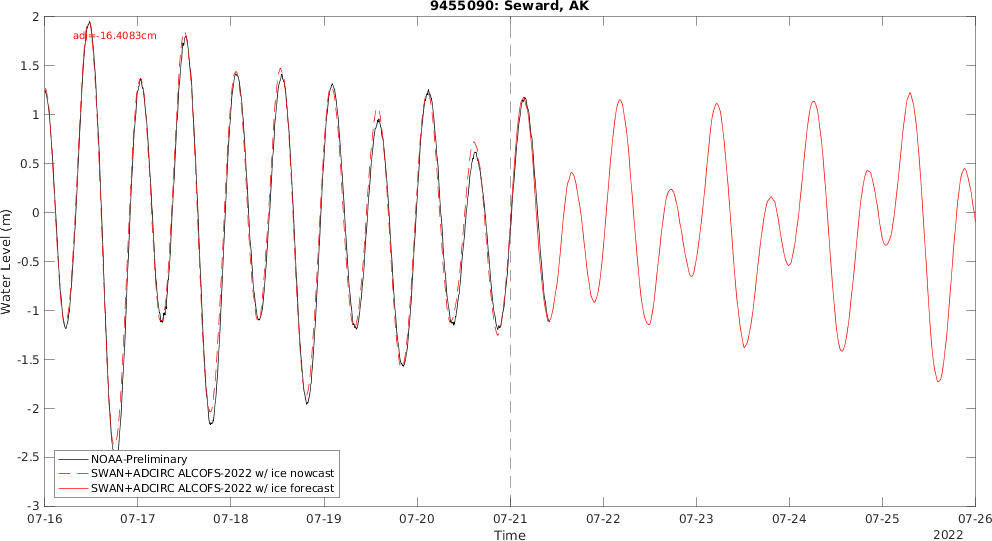 9455090: Seward, AK
adj=-16.4083cm
2
1.5
1
0.5
0
-0.5
-1
-1.5
-2
-2.5
-3
Water Level (m)
NOAA-Preliminary
SWAN+ADCIRC ALCOFS-2022 w/ ice nowcast
SWAN+ADCIRC ALCOFS-2022 w/ ice forecast
07-16 07-17 07-18 07-19 07-20 07-21 07-22 07-23 07-24 07-25 07-26
Time
2022